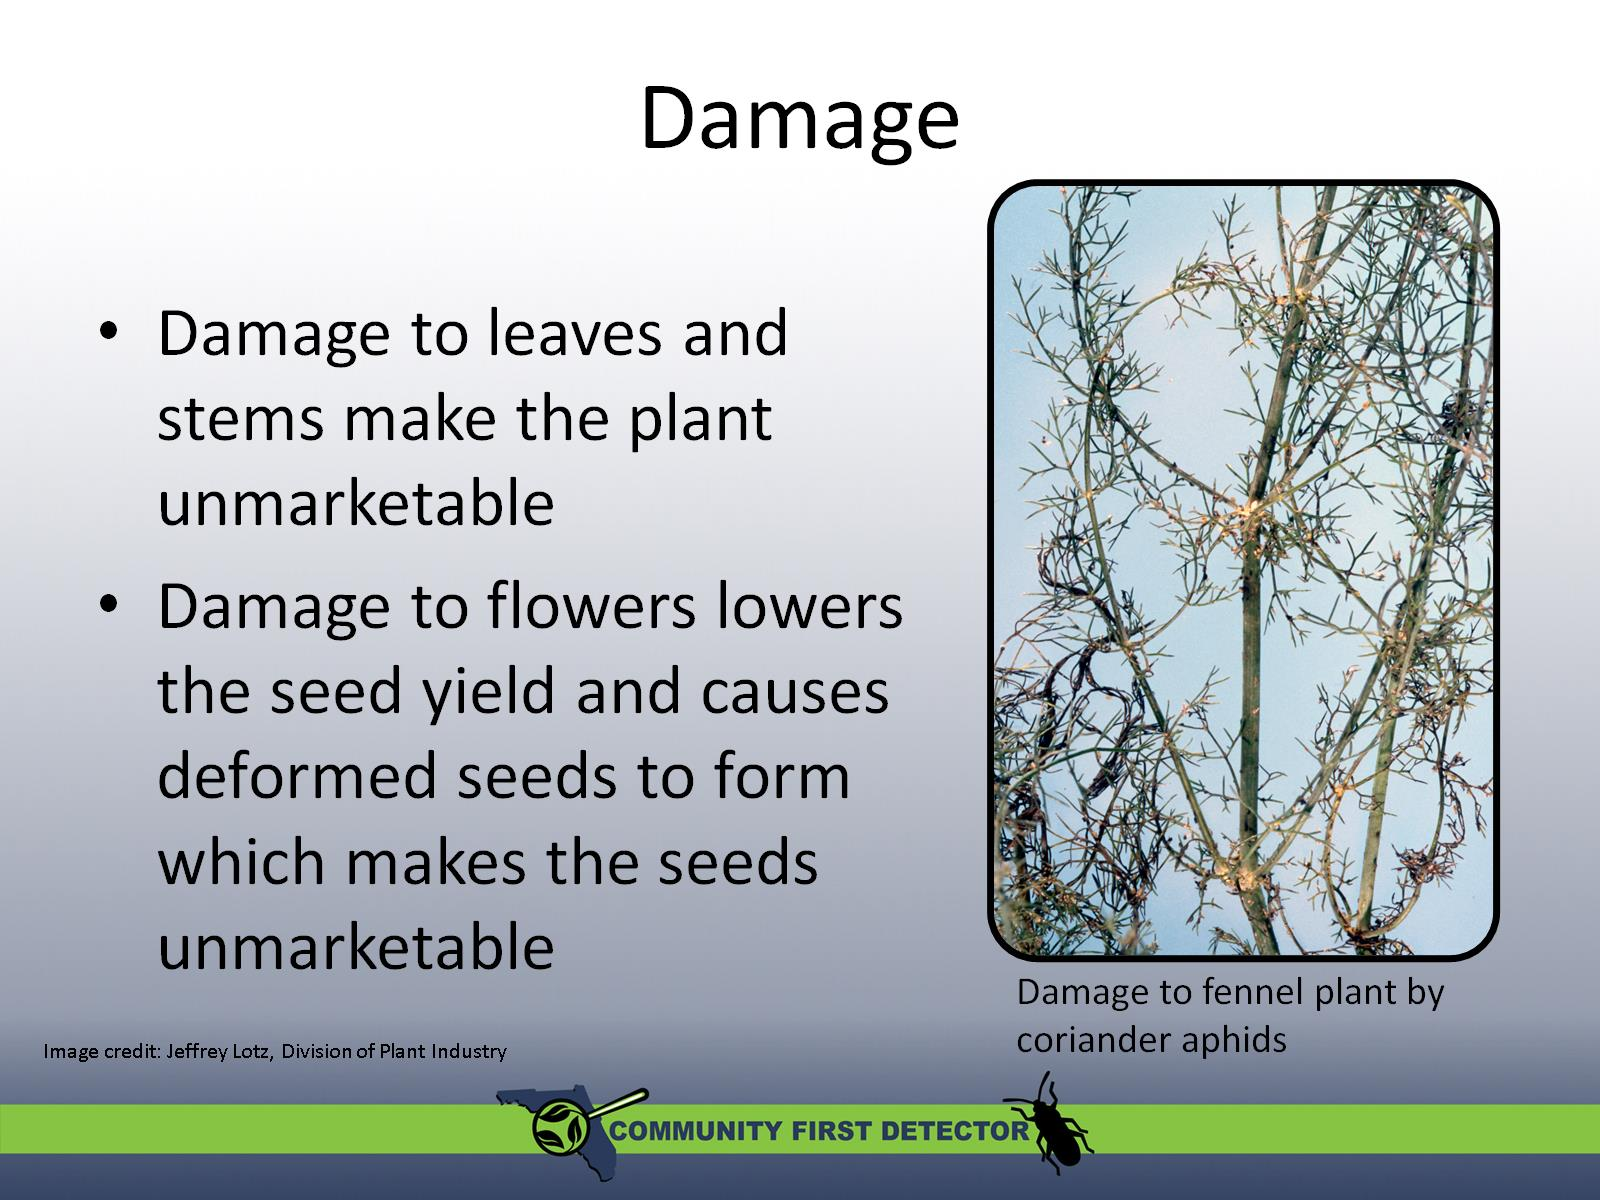 Damage
• Damage to leaves and
stems make the plant
unmarketable
• Damage to flowers lowers
the seed yield and causes
deformed seeds to form
which makes the seeds
unmarketable
Damage to fennel plant by
coriander aphids
Image credit: Jeffrey Lotz, Division of Plant Industry
COMMUNITY FIRST DETECTOR